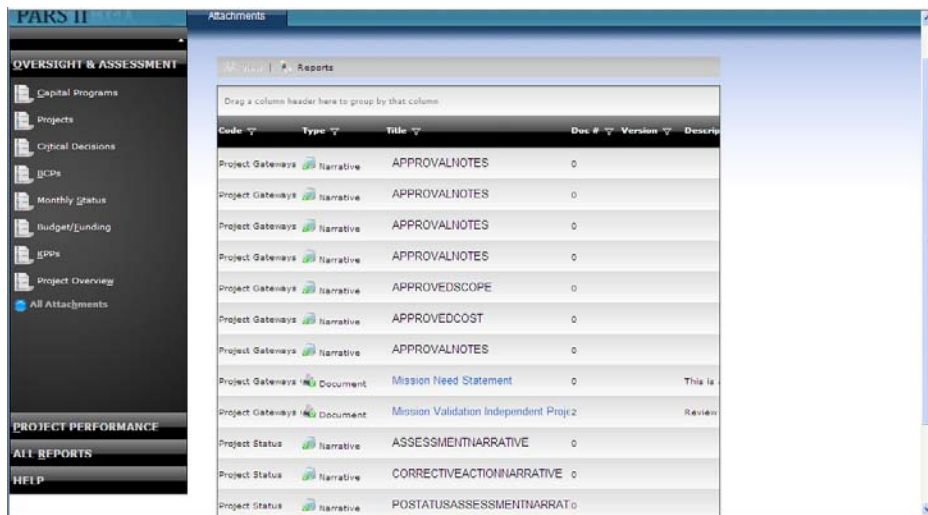 PARS II
Attachments
OVERSIGHT & ASSESSMENT
Capital Programs
Projects
Critical Decisions
BCPs
Monthly Status
Budget/Funding
KPPs
Project Overview
All Attachments
PROJECT PERFORMANCE
ALL REPORTS
HELP
| Reports
Drag a column header here to group by that column
Code Type Title Doc # Version Descrip
Project Gateways Narrative APPROVALNOTES 0
Project Gateways Narrative APPROVALNOTES 0
Project Gateways Narrative APPROVALNOTES 0
Project Gateways Narrative APPROVALNOTES 0
Project Gateways Narrative APPROVEDSCOPE 0
Project Gateways Narrative APPROVEDCOST 0
Project Gateways Narrative APPROVALNOTES 0
Project Gateways Document Mission Need Statement 0 This is
Project Gateways Document Mission Validation Independent Proje 2 Review
Project Status Narrative ASSESSMENTNARRATIVE 0
Project Status Narrative CORRECTIVEACTIONNARRATIVE 0
Project Status Narrative POSTATUSASSESSMENTNARRAT 0